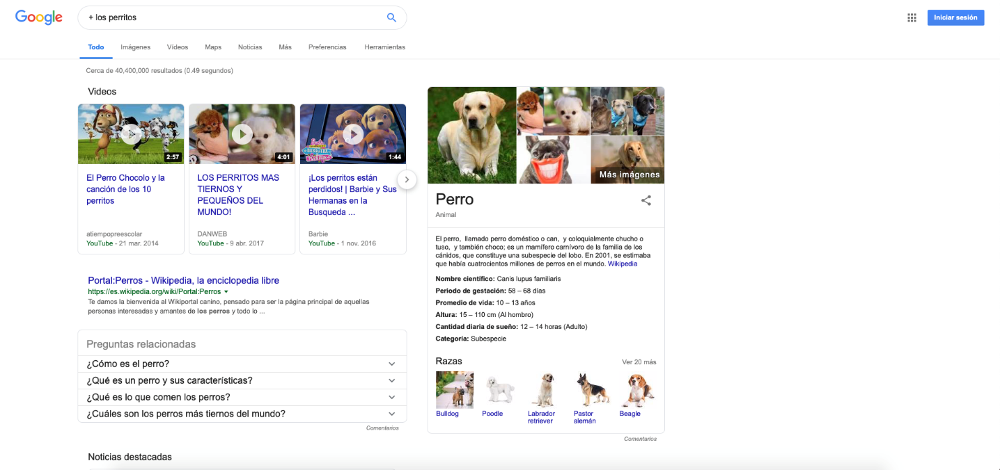 Google
+ los perritos
Iniciar sesión
Todo
Imágenes
Vídeos
Maps
Noticias
Más
Preferencias
Herramientas
Cerca de 40,400,000 resultados (0.49 segundos)
Videos
2:57
El Perro Chocolo y la
canción de los 10
perritos
atiempopreescolar
YouTube - 21 mar. 2014
4:01
LOS PERRITOS MAS
TIERNOS Y
PEQUEÑOS DEL
MUNDO!
DANWEB
YouTube - 9 abr. 2017
Barbie
BUSQUEDA
PERRITOS
1:44
¡Los perritos están
perdidos! | Barbie y Sus
Hermanas en la
Busqueda ...
Barbie
YouTube - 1 nov. 2016
Portal:Perros - Wikipedia, la enciclopedia libre
https://es.wikipedia.org/wiki/Portal:Perros
Te damos la bienvenida al Wikiportal canino, pensado para ser la página principal de aquellas
personas interesadas y amantes de los perros y todo lo ...
Preguntas relacionadas
¿Cómo es el perro?
¿Qué es un perro y sus características?
¿Qué es lo que comen los perros?
¿Cuáles son los perros más tiernos del mundo?
Comentarios
Noticias destacadas
Más imágenes
Perro
Animal
El perro, llamado perro doméstico o can, y coloquialmente chucho o
tuso, y también choco; es un mamífero carnívoro de la familia de los
cánidos, que constituye una subespecie del lobo. En 2001, se estimaba
que había cuatrocientos millones de perros en el mundo. Wikipedia
Nombre científico: Canis lupus familiaris
Periodo de gestación: 58 – 68 días
Promedio de vida: 10 – 13 años
Altura: 15 – 110 cm (Al hombro)
Cantidad diaria de sueño: 12 – 14 horas (Adulto)
Categoría: Subespecie
Razas
Ver 20 más
Bulldog
Poodle
Labrador
retriever
Pastor
alemán
Beagle
Comentarios